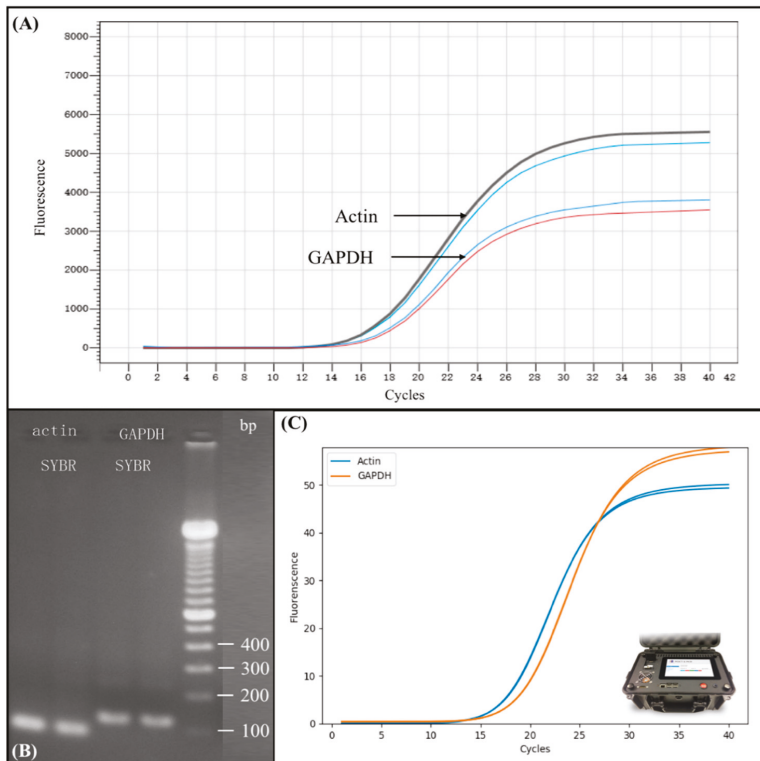 (A)
8000
7000
6000
5000
4000
3000
2000
1000
0
Fluorescence
Actin
GAPDH
0 2 4 6 8 10 12 14 16 18 20 22 24 26 28 30 32 34 36 38 40 42
Cycles
actin GAPDH bp
SYBR SYBR
400
300
200
100
(B)
(C)
Actin
GAPDH
50
40
30
20
10
0
Fluorenscence
0 5 10 15 20 25 30 35 40
Cycles